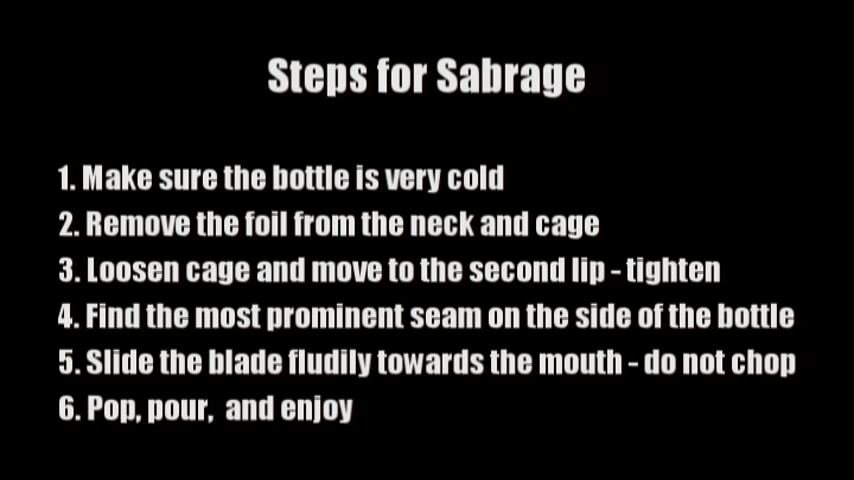 Steps for Sabrage
1. Make sure the bottle is very cold
2. Remove the foil from the neck and cage
3. Loosen cage and move to the second lip - tighten
4. Find the most prominent seam on the side of the bottle
5. Slide the blade fludily towards the mouth - do not chop
6. Pop, pour,  and enjoy